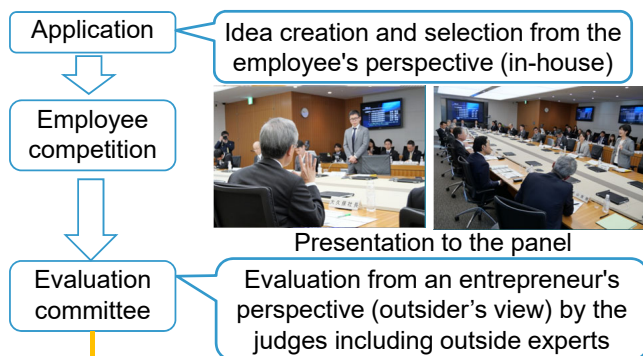 Application
Idea creation and selection from the
employee's perspective (in-house)
Employee
competition
Presentation to the panel
Evaluation
committee
Evaluation from an entrepreneur's
perspective (outsider’s view) by the
judges including outside experts